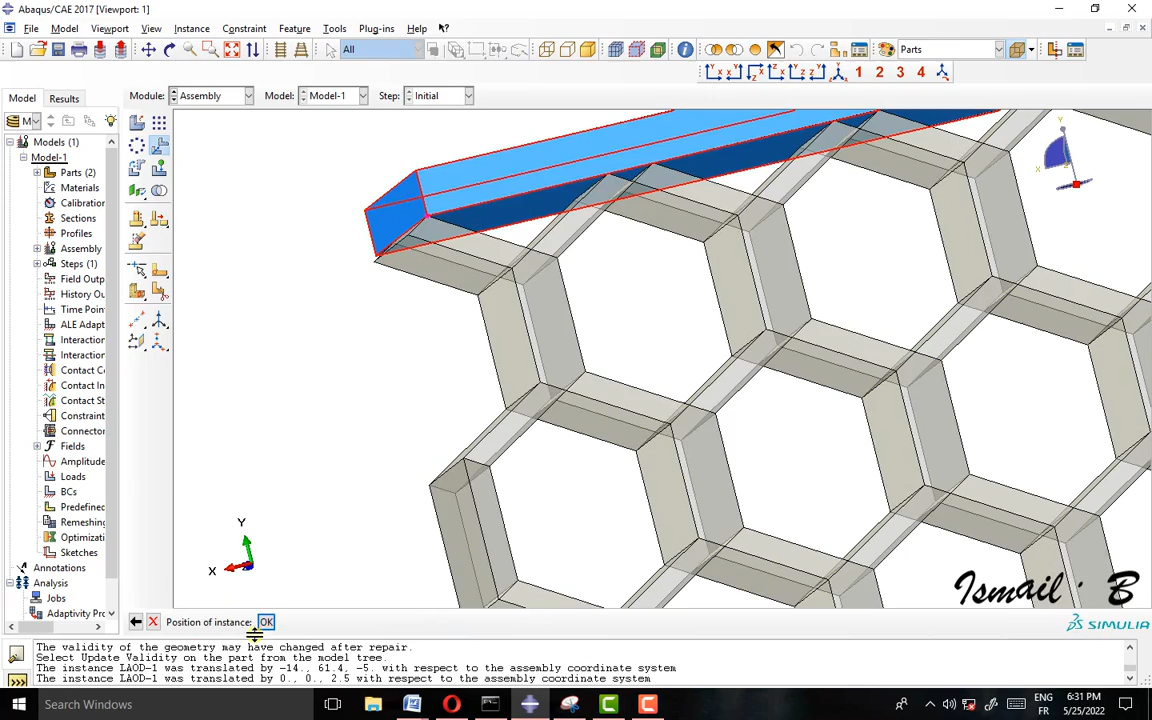 Abaqus/CAE 2017 [Viewport: 1]
File Model Viewport View Instance Constraint Feature Tools Plug-ins Help
All
Parts
1 2 3 4
Model Results
Module: Assembly Model: Model-1 Step: Initial
M
Models (1)
Model-1
Parts (2)
Materials
Calibration
Sections
Profiles
Assembly
Steps (1)
Field Outp
History Ou
Time Poin
ALE Adapt
Interaction
Interaction
Contact Co
Contact In
Contact St
Constraint
Connector
Fields
Amplitude
Loads
BCs
Predefined
Remeshing
Optimizati
Sketches
Annotations
Analysis
Jobs
Adaptivity Pro
Y
X
Y
X
Ismail : B
SIMULIA
Position of instance: OK
The validity of the geometry may have changed after repair.
Select Update Validity on the part from the model tree.
The instance LAOD-1 was translated by -14., 61.4, -5. with respect to the assembly coordinate system
The instance LAOD-1 was translated by 0., 0., 2.5 with respect to the assembly coordinate system
Search Windows
ENG
FR
6:31 PM
5/25/2022